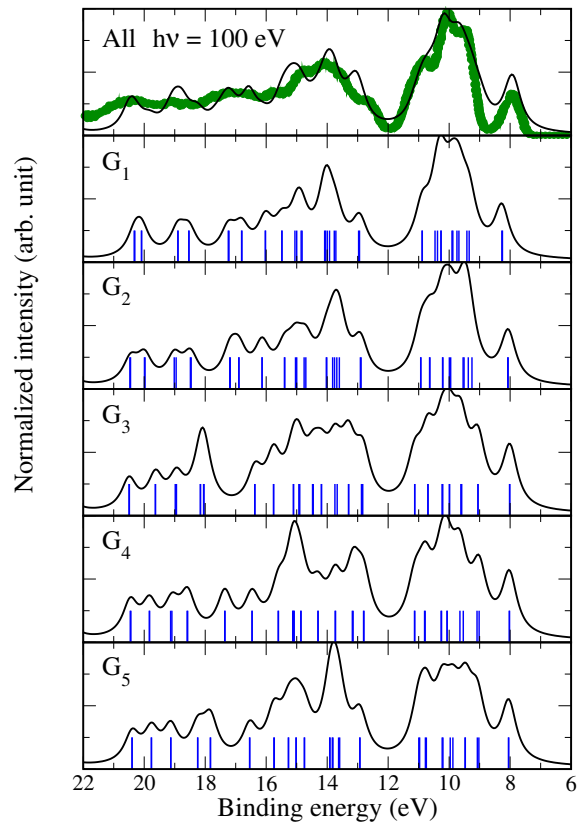 All hν = 100 eV
G1
G2
G3
G4
G5
Normalized intensity (arb. unit)
22 20 18 16 14 12 10 8 6
Binding energy (eV)